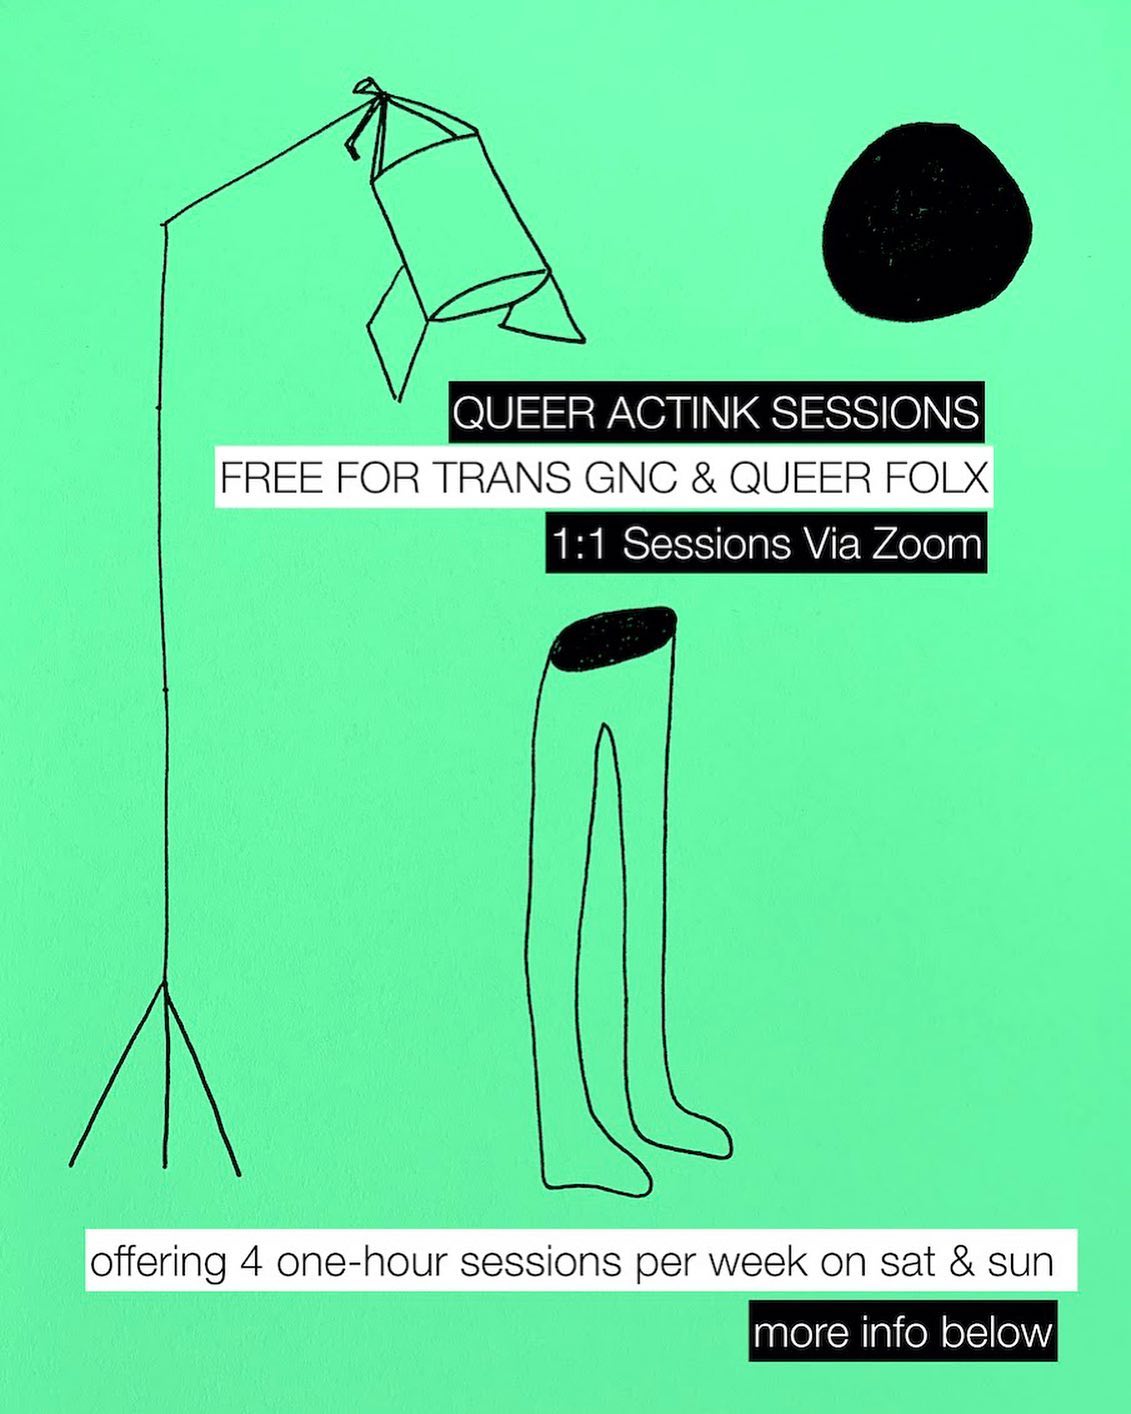 QUEER ACTINK SESSIONS
FREE FOR TRANS GNC & QUEER FOLX
1:1 Sessions Via Zoom
offering 4 one-hour sessions per week on sat & sun
more info below